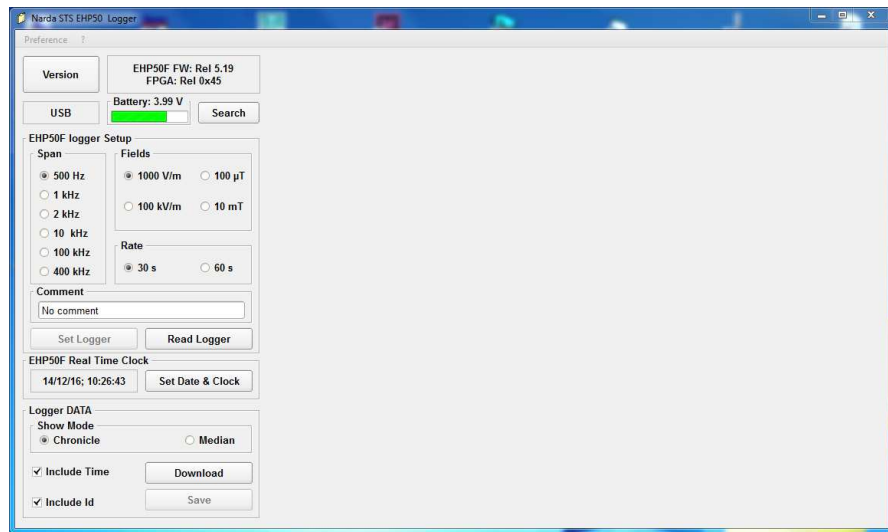 Narda STS EHP50 Logger
Preference ?
Version
EHP50F FW: Rel 5.19
FPGA: Rel 0x45
USB
Battery: 3.99 V
Search
EHP50F logger Setup
Span
500 Hz
1 kHz
2 kHz
10 kHz
100 kHz
400 kHz
Fields
1000 V/m
100 µT
100 kV/m
10 mT
Rate
30 s
60 s
Comment
No comment
Set Logger
Read Logger
EHP50F Real Time Clock
14/12/16; 10:26:43
Set Date & Clock
Logger DATA
Show Mode
Chronicle
Median
Include Time
Download
Include Id
Save